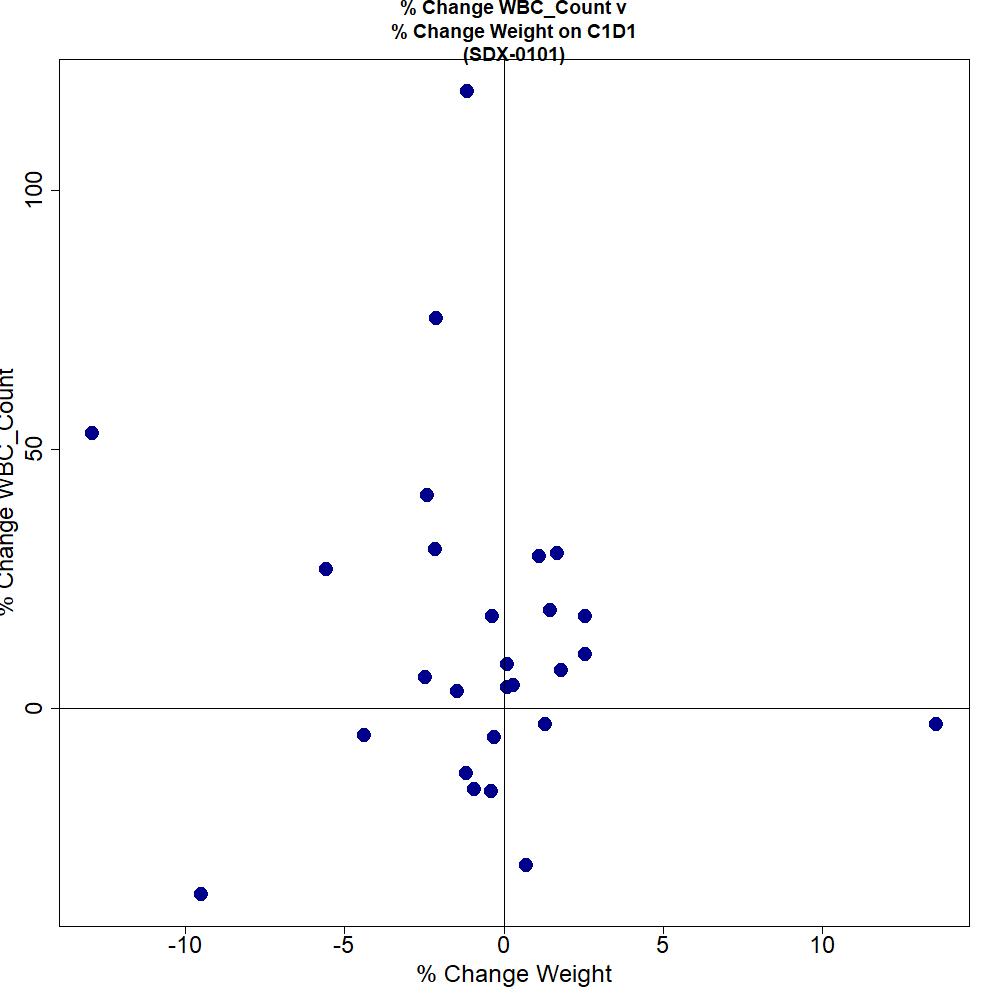 % Change WBC_Count v
% Change Weight on C1D1
(SDX-0101)
100
50
0
% Change WBC_Count
-10
-5
0
5
10
% Change Weight